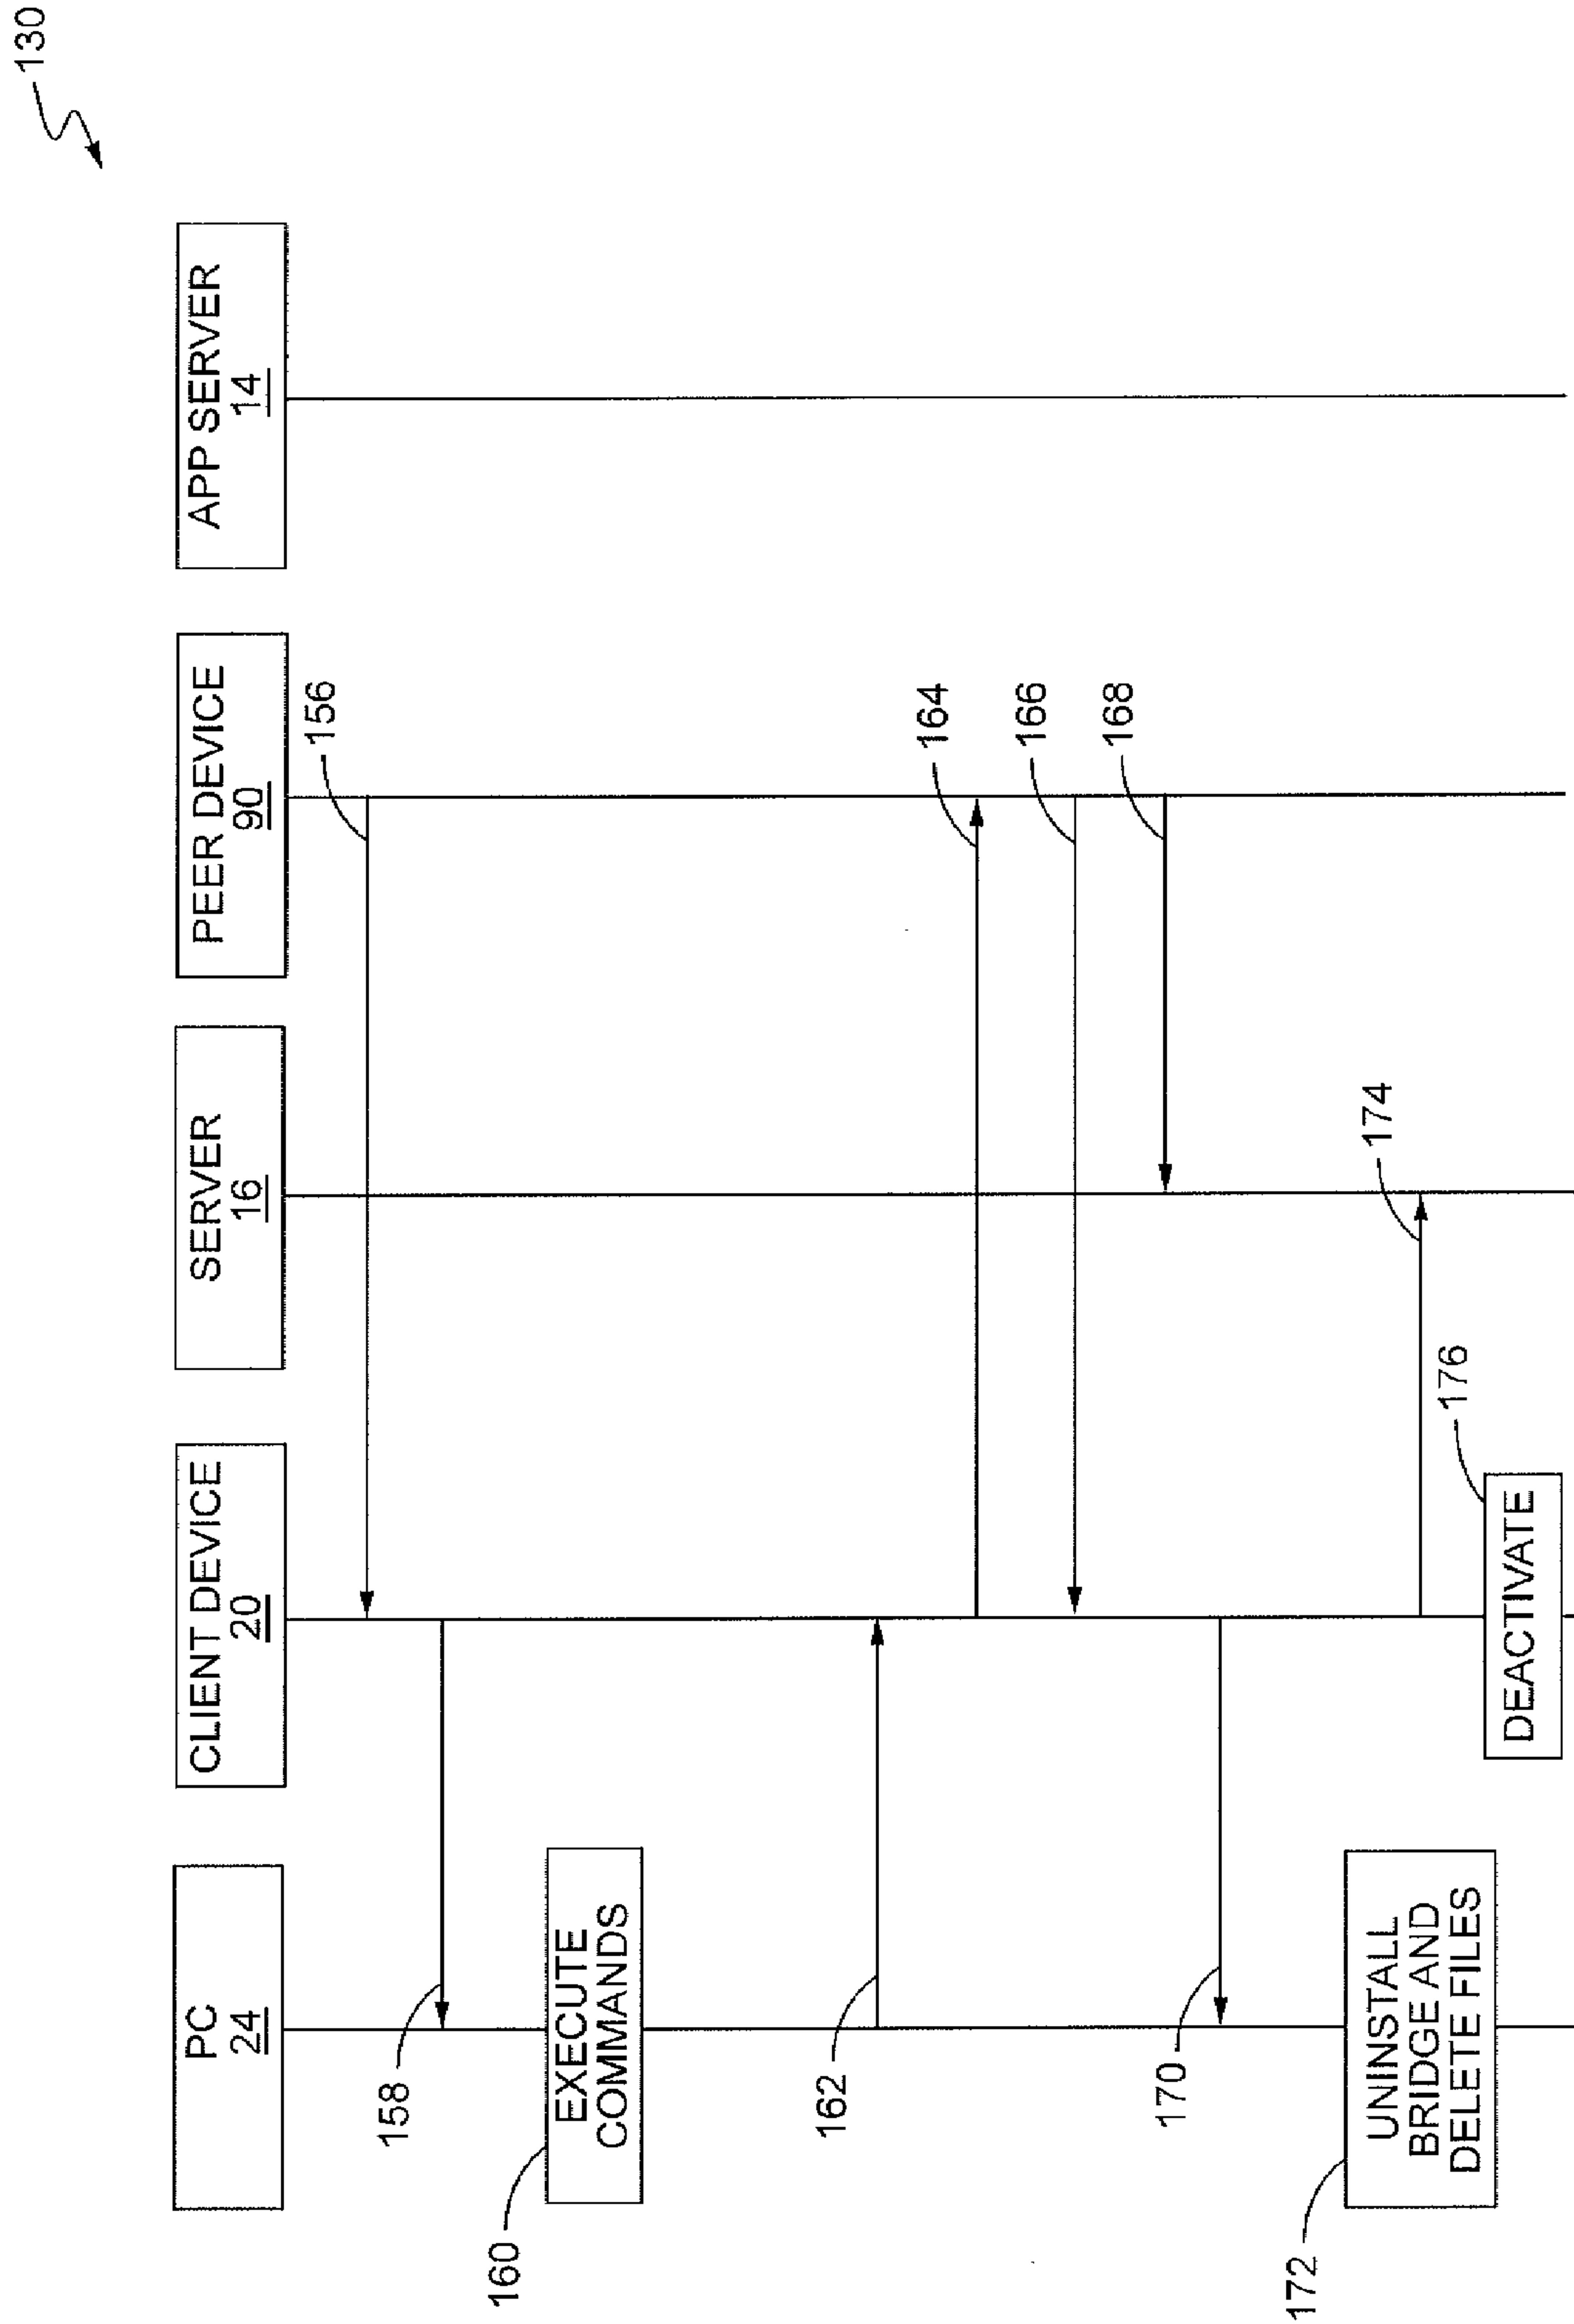 130
PC
24
CLIENT DEVICE
20
SERVER
16
PEER DEVICE
90
APP SERVER
14
156
158
160
EXECUTE
COMMANDS
162
164
166
168
170
172
UNINSTALL
BRIDGE AND
DELETE FILES
174
176
DEACTIVATE